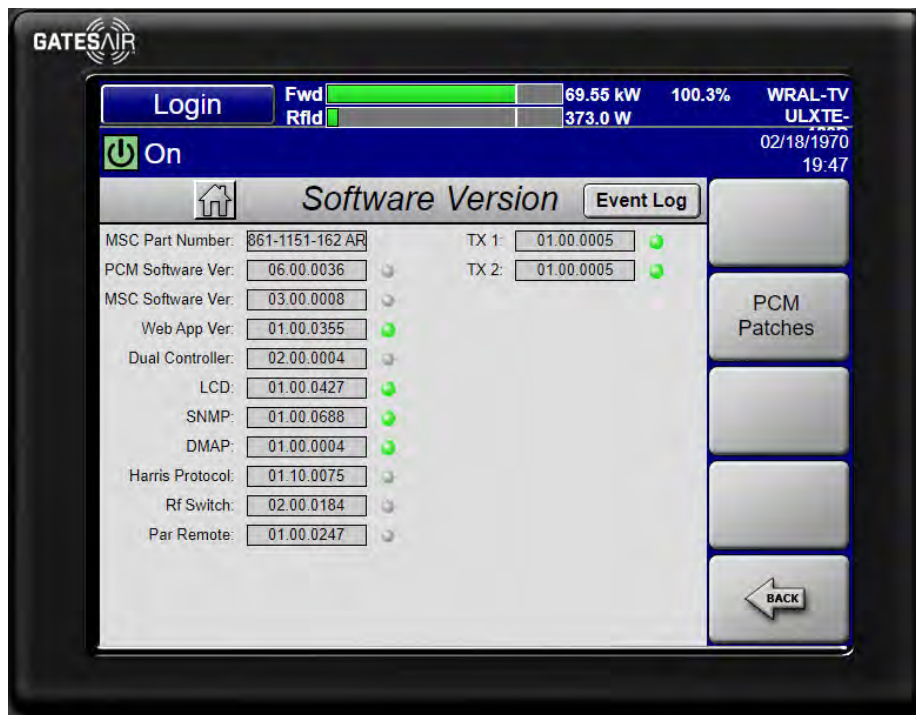 GATESAIR
Login
Fwd 69.55 kW 100.3% WRAL-TV
Rfld 373.0 W ULXTE-
On
02/18/1970
19:47
Software Version
Event Log
MSC Part Number: 861-1151-162 AR
PCM Software Ver: 06.00.0036
MSC Software Ver: 03.00.0008
Web App Ver: 01.00.0355
Dual Controller: 02.00.0004
LCD: 01.00.0427
SNMP: 01.00.0688
DMAP: 01.00.0004
Harris Protocol: 01.10.0075
Rf Switch: 02.00.0184
Par Remote: 01.00.0247
TX 1: 01.00.0005
TX 2: 01.00.0005
PCM
Patches
BACK